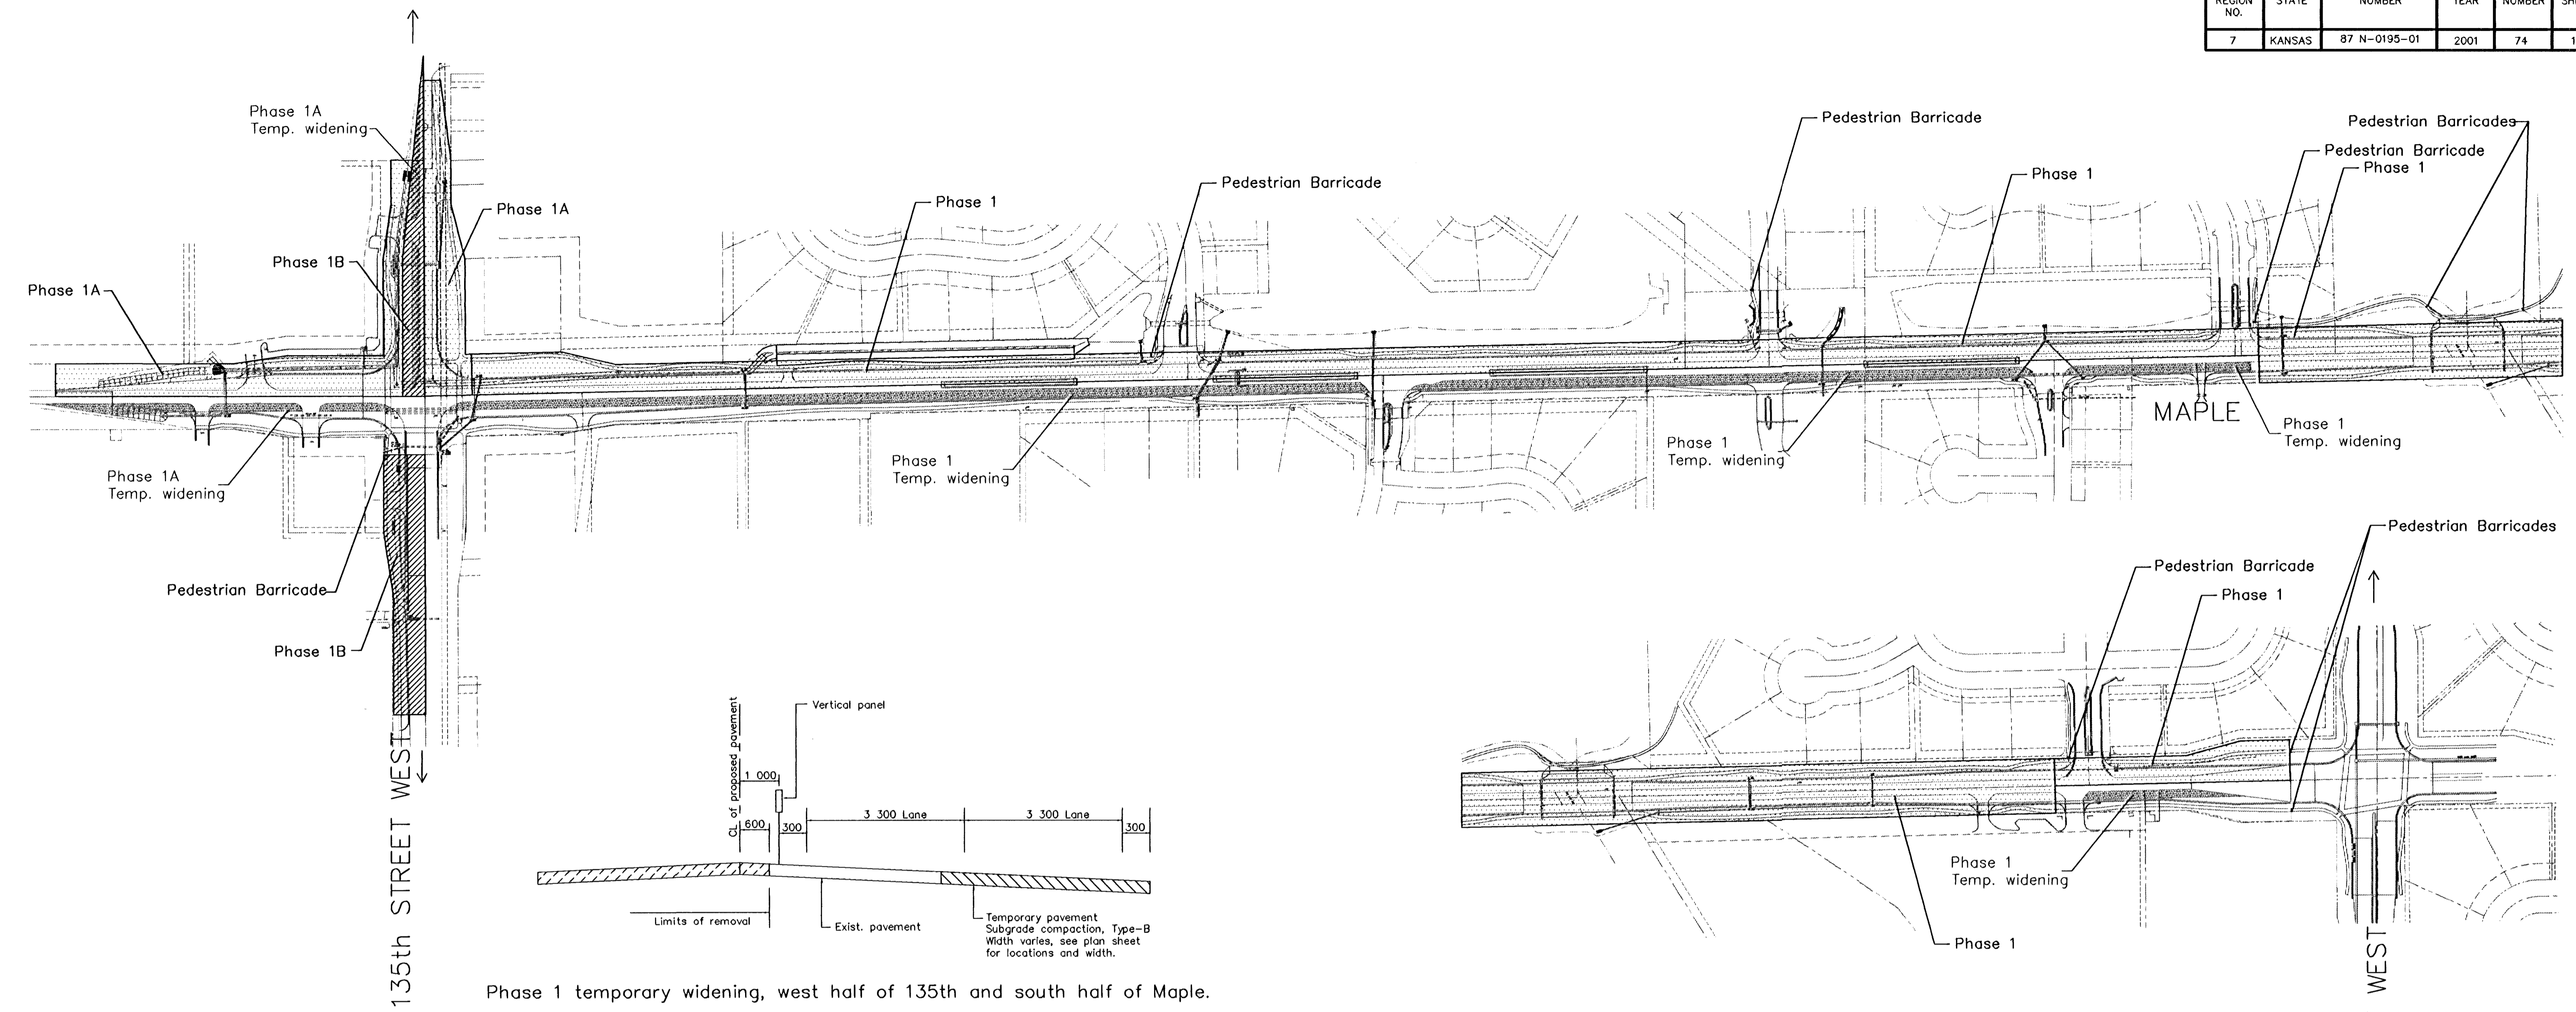 REGION NO.
STATE
NUMBER
YEAR
NUMBER
7
KANSAS
87 N-0195-01
2001
74
Phase 1A
Temp. widening
Phase 1A
Phase 1B
Phase 1A
Phase 1A
Temp. widening
Pedestrian Barricade
Phase 1B
135th STREET WEST
Phase 1
Pedestrian Barricade
Phase 1
Temp. widening
Pedestrian Barricade
Phase 1
Phase 1
Temp. widening
MAPLE
Pedestrian Barricades
Pedestrian Barricade
Phase 1
Phase 1
Temp. widening
Pedestrian Barricades
Pedestrian Barricade
Phase 1
Phase 1
Temp. widening
Phase 1
WEST
CL of proposed pavement
Vertical panel
1 000
600
300
3 300 Lane
3 300 Lane
300
Limits of removal
Exist. pavement
Temporary pavement
Subgrade compaction, Type-B
Width varies, see plan sheet
for locations and width.
Phase 1 temporary widening, west half of 135th and south half of Maple.